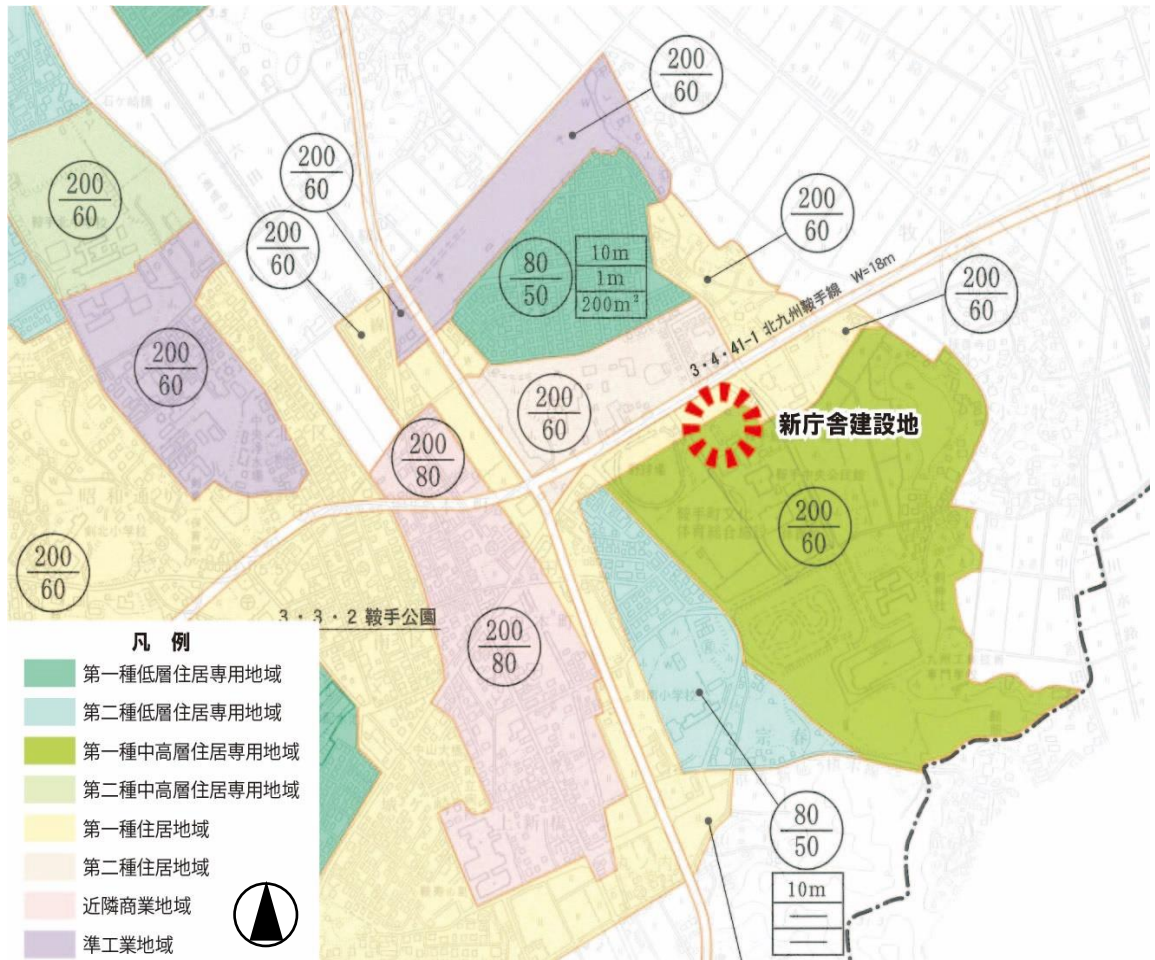 200
60
200
60
200
60
200
60
200
60
80
50
10m
1m
200m²
200
60
200
60
3・4・41-1 北九州鞍手線 W=18m
200
60
新庁舎建設地
200
80
200
60
200
60
3・3・2 鞍手公園
200
80
80
50
10m
―
―
凡 例
第一種低層住居専用地域
第二種低層住居専用地域
第一種中高層住居専用地域
第二種中高層住居専用地域
第一種住居地域
第二種住居地域
近隣商業地域
準工業地域